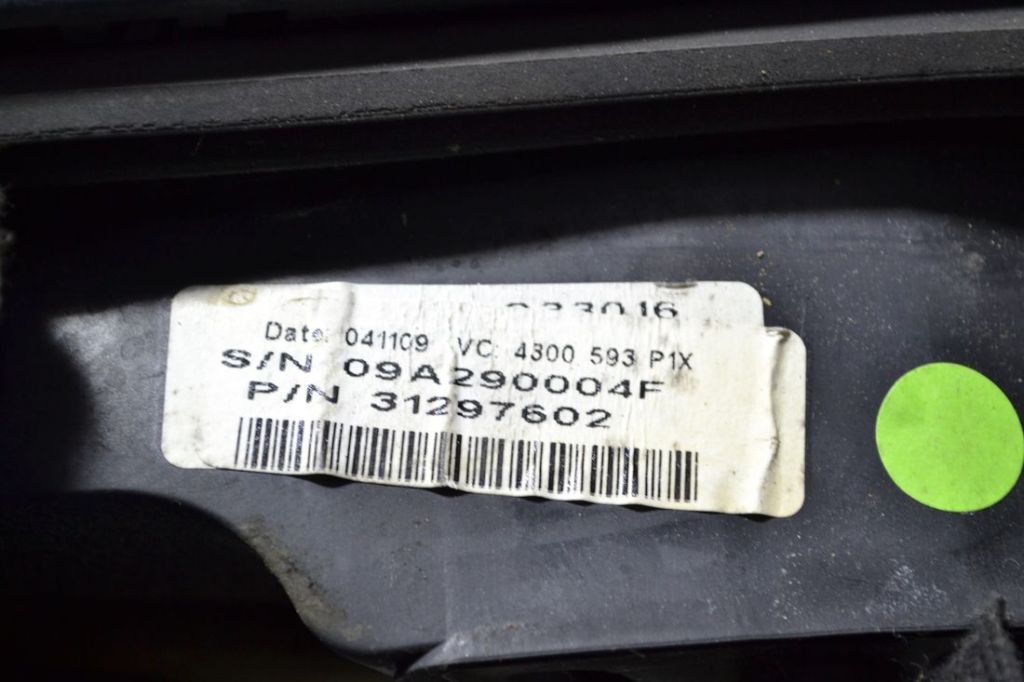 Date: 041109 VC: 4300 593 P1X
S/N 09A290004F
P/N 31297602